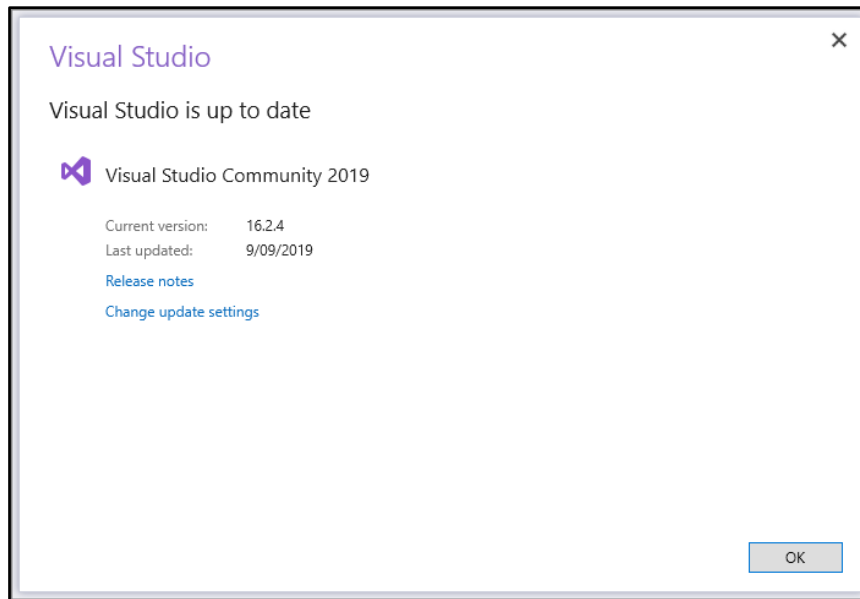 Visual Studio
Visual Studio is up to date
Visual Studio Community 2019
Current version: 16.2.4
Last updated: 9/09/2019
Release notes
Change update settings
OK